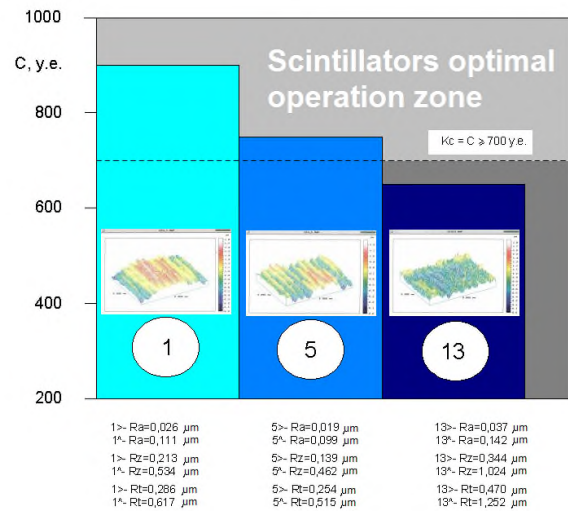 1000
C, y.e.
Scintillators optimal
operation zone
800
Kc = C ⩾ 700 y.e.
600
400
1
5
13
200
1>- Ra=0,026 μm
1^- Ra=0,111 μm
1>- Rz=0,213 μm
1^- Rz=0,534 μm
1>- Rt=0,286 μm
1^- Rt=0,617 μm
5>- Ra=0,019 μm
5^- Ra=0,099 μm
5>- Rz=0,139 μm
5^- Rz=0,462 μm
5>- Rt=0,254 μm
5^- Rt=0,515 μm
13>- Ra=0,037 μm
13^- Ra=0,142 μm
13>- Rz=0,344 μm
13^- Rz=1,024 μm
13>- Rt=0,470 μm
13^- Rt=1,252 μm